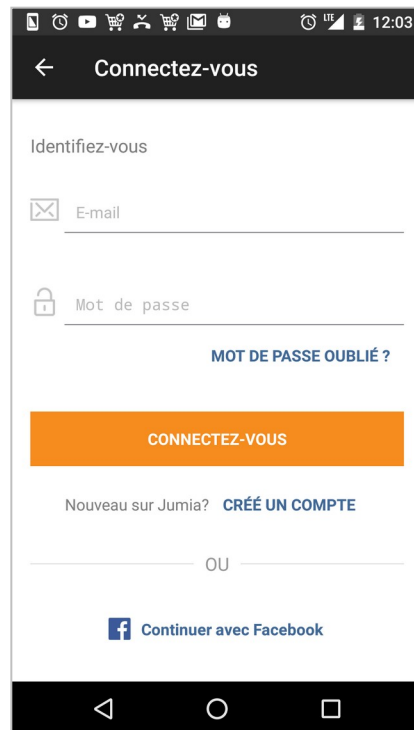 LTE 12:03
Connectez-vous
Identifiez-vous
E-mail
Mot de passe
MOT DE PASSE OUBLIÉ ?
CONNECTEZ-VOUS
Nouveau sur Jumia? CRÉÉ UN COMPTE
OU
f Continuer avec Facebook